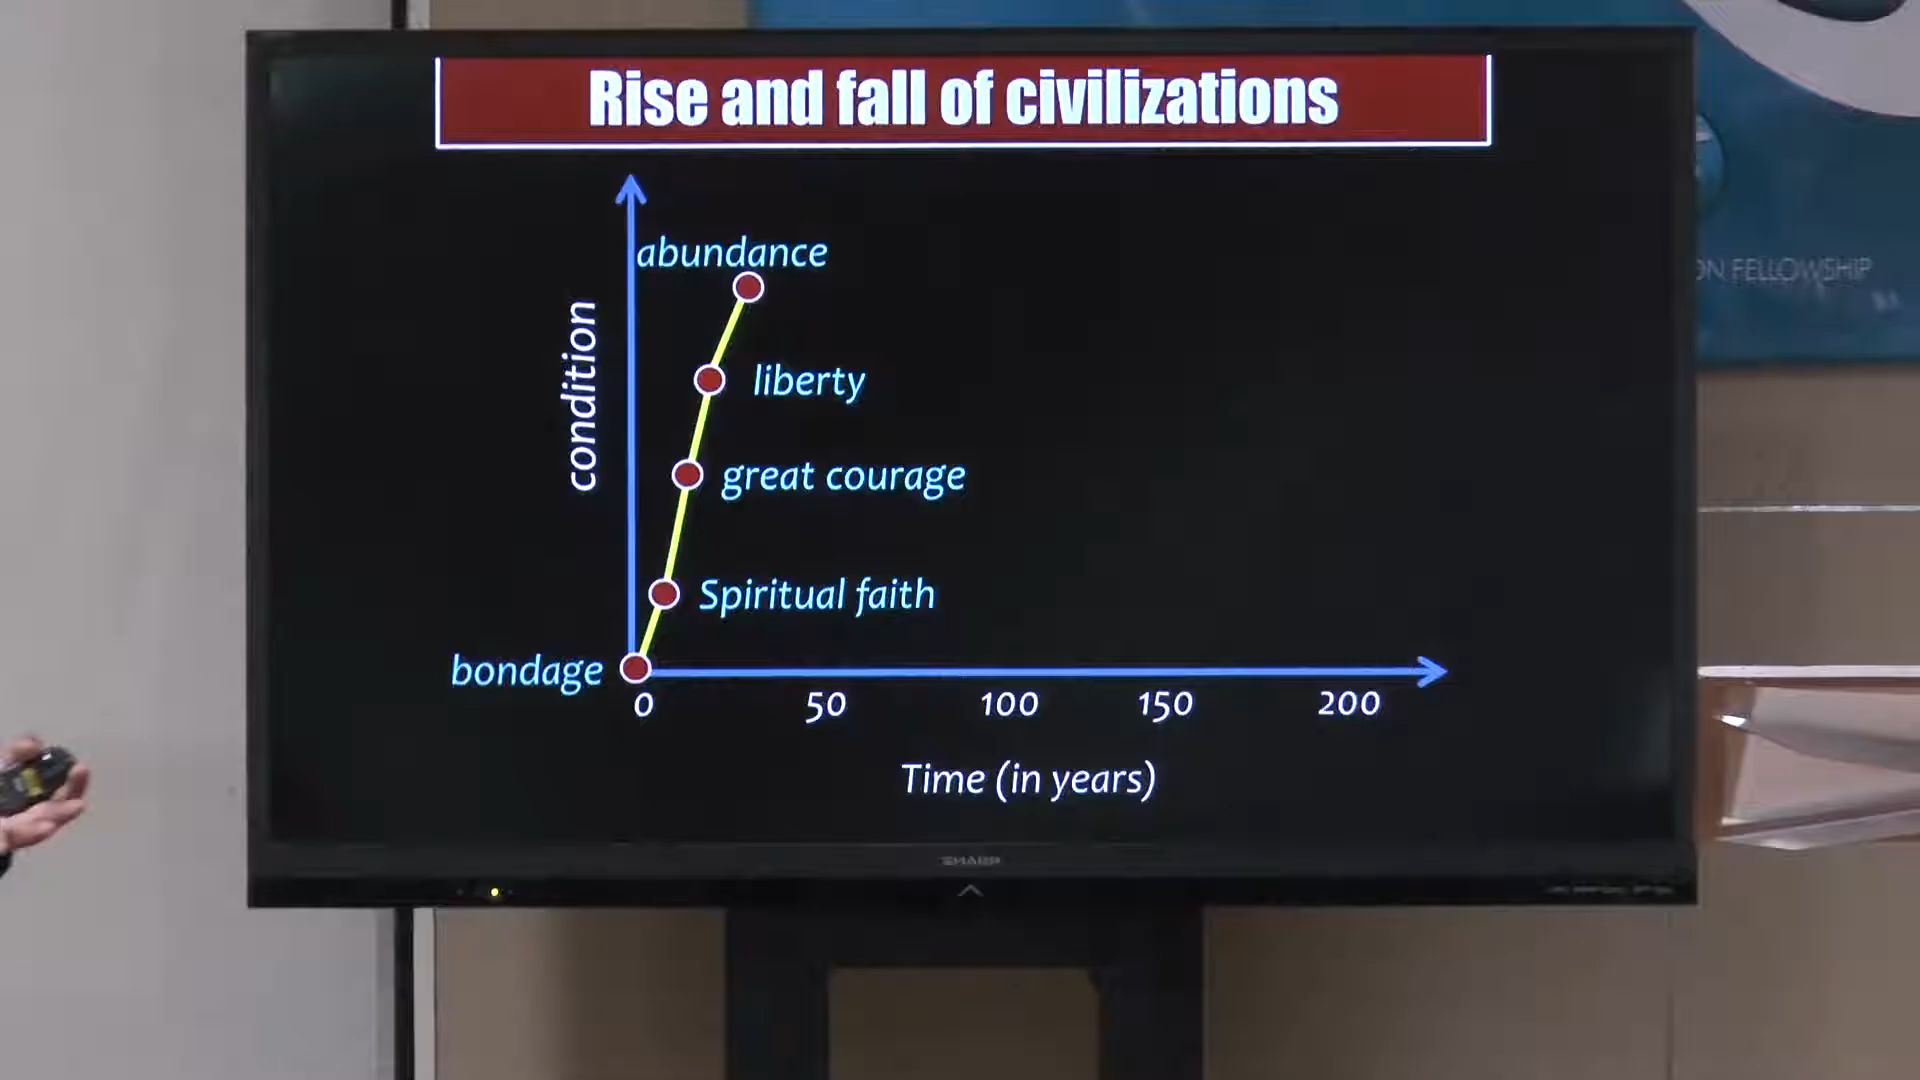 Rise and fall of civilizations
abundance
condition
liberty
great courage
Spiritual faith
bondage
0 50 100 150 200
Time (in years)
ON FELLOWSHIP
SHARP